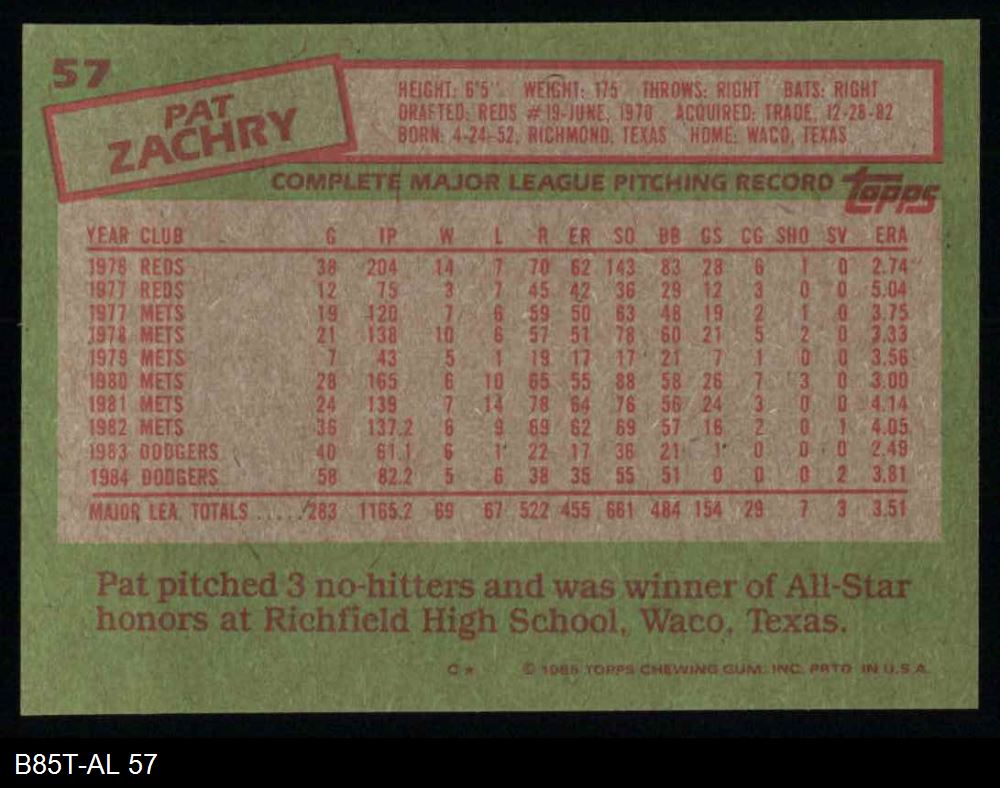 57
PAT
ZACHRY
HEIGHT: 6'5" WEIGHT: 175 THROWS: RIGHT BATS: RIGHT
DRAFTED: REDS #19-JUNE, 1970 ACQUIRED: TRADE, 12-28-82
BORN: 4-24-52, RICHMOND, TEXAS HOME: WACO, TEXAS
COMPLETE MAJOR LEAGUE PITCHING RECORD topps
YEAR CLUB G IP W L R ER SO BB GS CG SHO SV ERA
1976 REDS 38 204 14 7 70 62 143 83 28 6 1 0 2.74
1977 REDS 12 75 3 7 45 42 36 29 12 3 0 0 5.04
1977 METS 19 120 7 6 59 50 63 48 19 2 1 0 3.75
1978 METS 21 138 10 6 57 51 78 60 21 5 2 0 3.33
1979 METS 7 43 5 1 19 17 17 21 7 1 0 0 3.56
1980 METS 28 165 6 10 65 55 88 58 26 7 3 0 3.00
1981 METS 24 139 7 14 78 64 76 56 24 3 0 0 4.14
1982 METS 36 137.2 6 9 69 62 69 57 16 2 0 1 4.05
1983 DODGERS 40 61.1 6 1 22 17 36 21 1 0 0 0 2.49
1984 DODGERS 58 82.2 5 6 38 35 55 51 0 0 0 2 3.81
MAJOR LEA. TOTALS ..... 283 1165.2 69 67 522 455 661 484 154 29 7 3 3.51
Pat pitched 3 no-hitters and was winner of All-Star
honors at Richfield High School, Waco, Texas.
C* © 1985 TOPPS CHEWING GUM, INC. PRTD. IN U.S.A.
B85T-AL 57